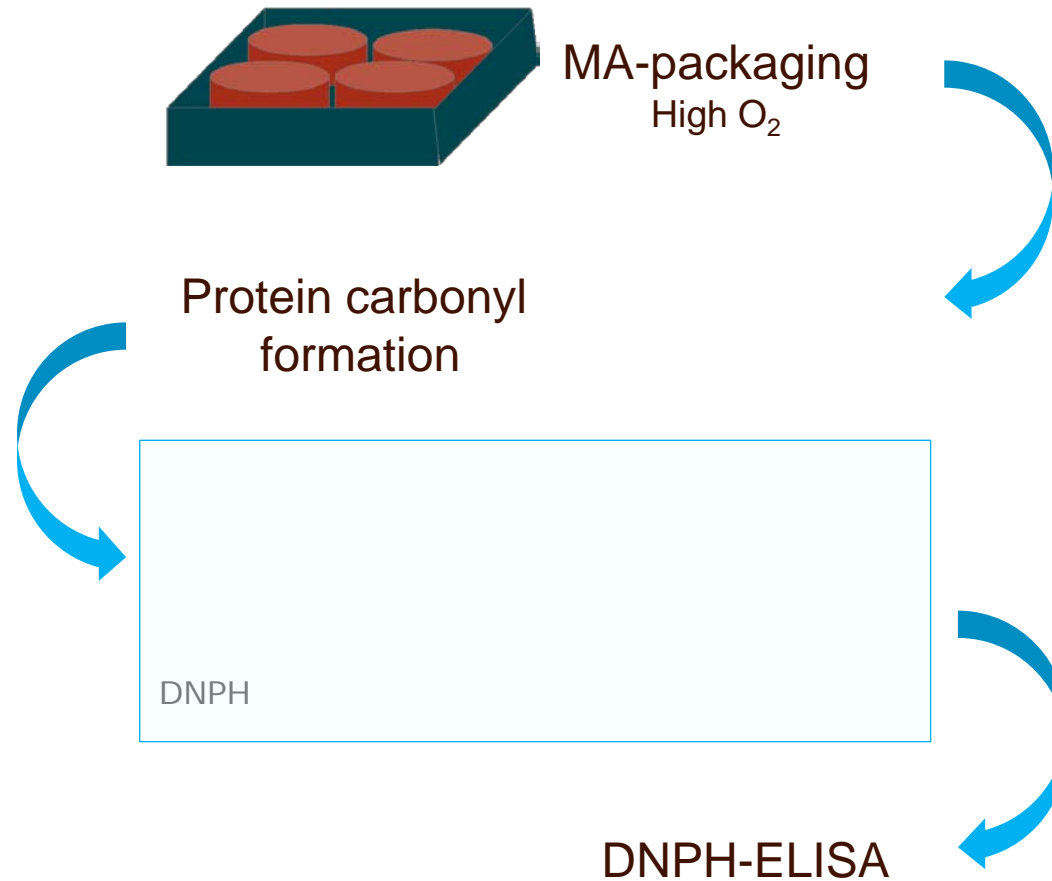 MA-packaging
High O₂
Protein carbonyl
formation
DNPH
DNPH-ELISA